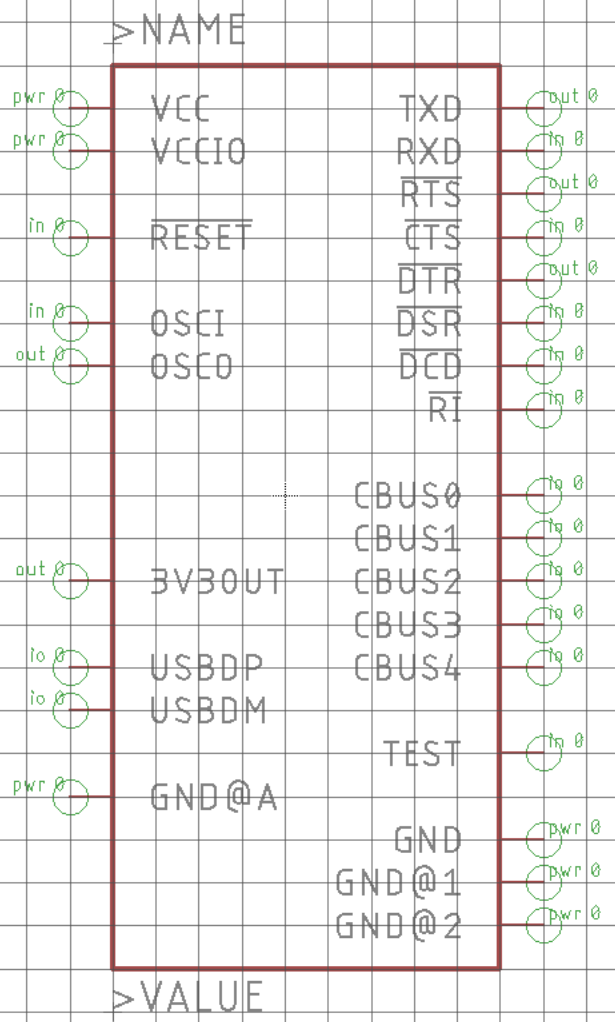 >NAME
pwr 0 VCC TXD out 0
pwr 0 VCCIO RXD in 0
RTS out 0
in 0 RESET CTS in 0
DTR out 0
in 0 OSCI DSR in 0
out 0 OSCO DCD in 0
RI in 0
CBUS0 io 0
CBUS1 io 0
out 0 3V3OUT CBUS2 io 0
CBUS3 io 0
io 0 USBDP CBUS4 io 0
io 0 USBDM
TEST in 0
pwr 0 GND@A
GND pwr 0
GND@1 pwr 0
GND@2 pwr 0
>VALUE